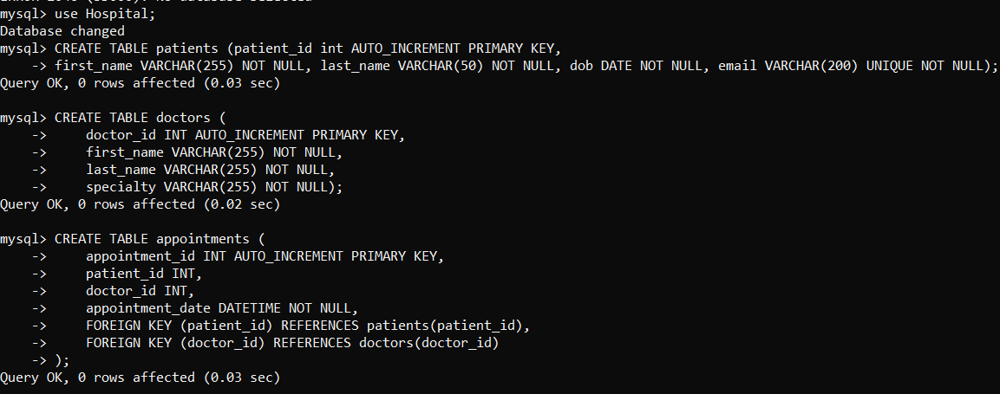 mysql> use Hospital;
Database changed
mysql> CREATE TABLE patients (patient_id int AUTO_INCREMENT PRIMARY KEY,
    -> first_name VARCHAR(255) NOT NULL, last_name VARCHAR(50) NOT NULL, dob DATE NOT NULL, email VARCHAR(200) UNIQUE NOT NULL);
Query OK, 0 rows affected (0.03 sec)

mysql> CREATE TABLE doctors (
    ->     doctor_id INT AUTO_INCREMENT PRIMARY KEY,
    ->     first_name VARCHAR(255) NOT NULL,
    ->     last_name VARCHAR(255) NOT NULL,
    ->     specialty VARCHAR(255) NOT NULL);
Query OK, 0 rows affected (0.02 sec)

mysql> CREATE TABLE appointments (
    ->     appointment_id INT AUTO_INCREMENT PRIMARY KEY,
    ->     patient_id INT,
    ->     doctor_id INT,
    ->     appointment_date DATETIME NOT NULL,
    ->     FOREIGN KEY (patient_id) REFERENCES patients(patient_id),
    ->     FOREIGN KEY (doctor_id) REFERENCES doctors(doctor_id)
    -> );
Query OK, 0 rows affected (0.03 sec)